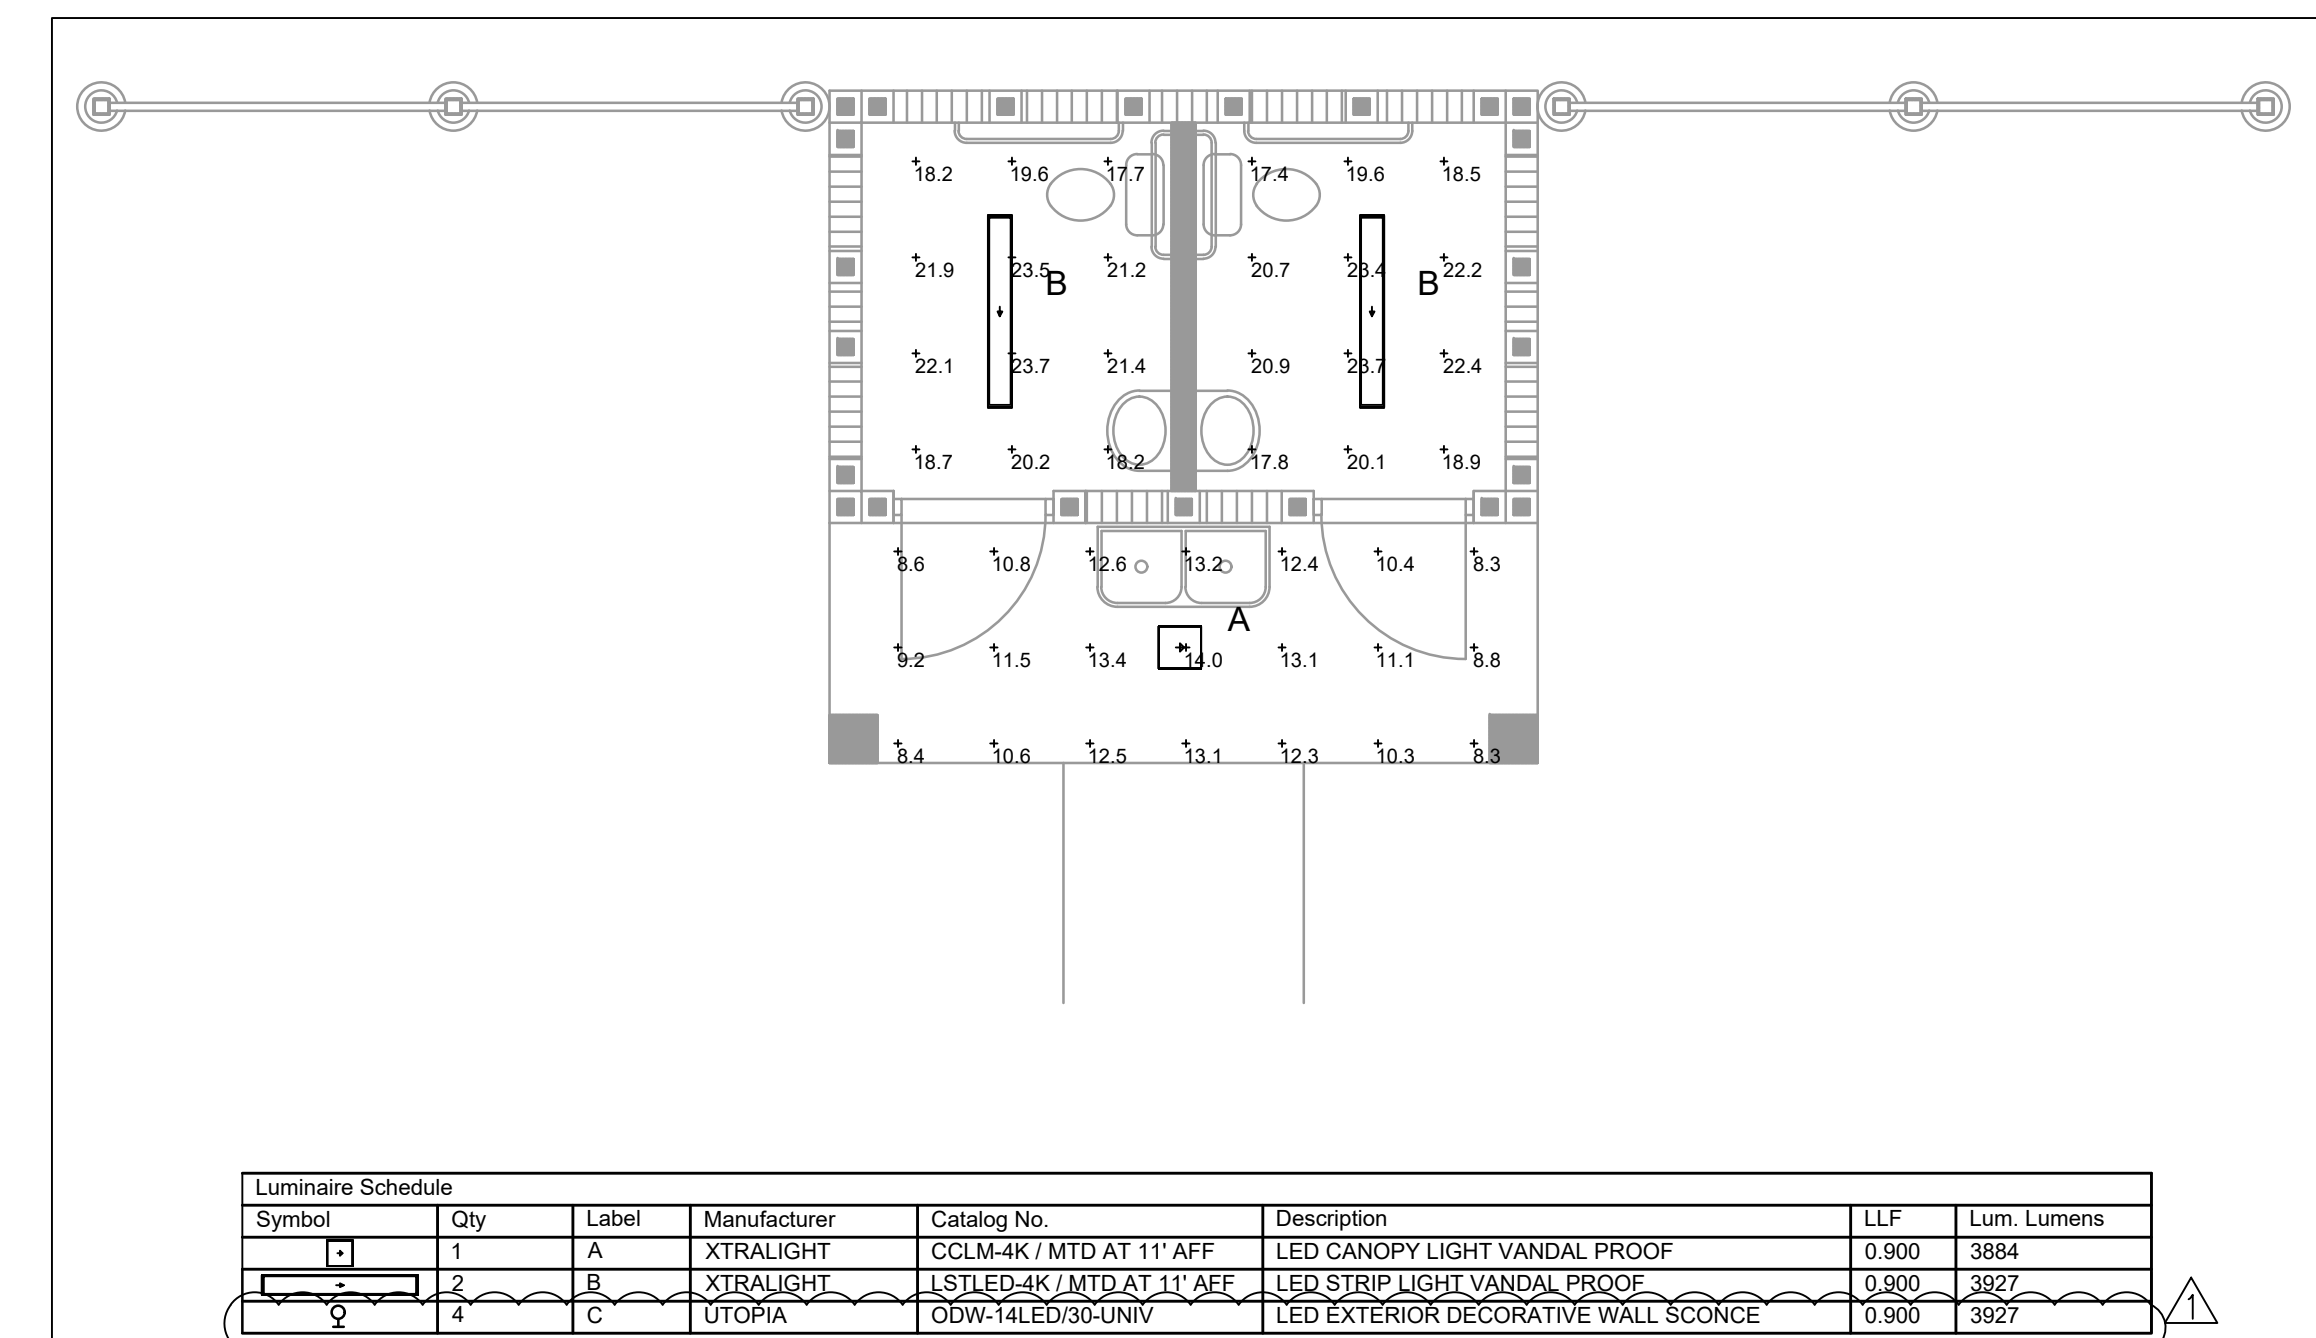 18.2 19.6 17.7 17.4 19.6 18.5
21.9 23.5 21.2 20.7 23.4 22.2
B B
22.1 23.7 21.4 20.9 23.7 22.4
18.7 20.2 18.2 17.8 20.1 18.9
8.6 10.8 12.6 13.2 12.4 10.4 8.3
A
9.2 11.5 13.4 14.0 13.1 11.1 8.8
8.4 10.6 12.5 13.1 12.3 10.3 8.3
Luminaire Schedule
Symbol Qty Label Manufacturer Catalog No. Description LLF Lum. Lumens
1 A XTRALIGHT CCLM-4K / MTD AT 11' AFF LED CANOPY LIGHT VANDAL PROOF 0.900 3884
2 B XTRALIGHT LSTLED-4K / MTD AT 11' AFF LED STRIP LIGHT VANDAL PROOF 0.900 3927
4 C UTOPIA ODW-14LED/30-UNIV LED EXTERIOR DECORATIVE WALL SCONCE 0.900 3927
1